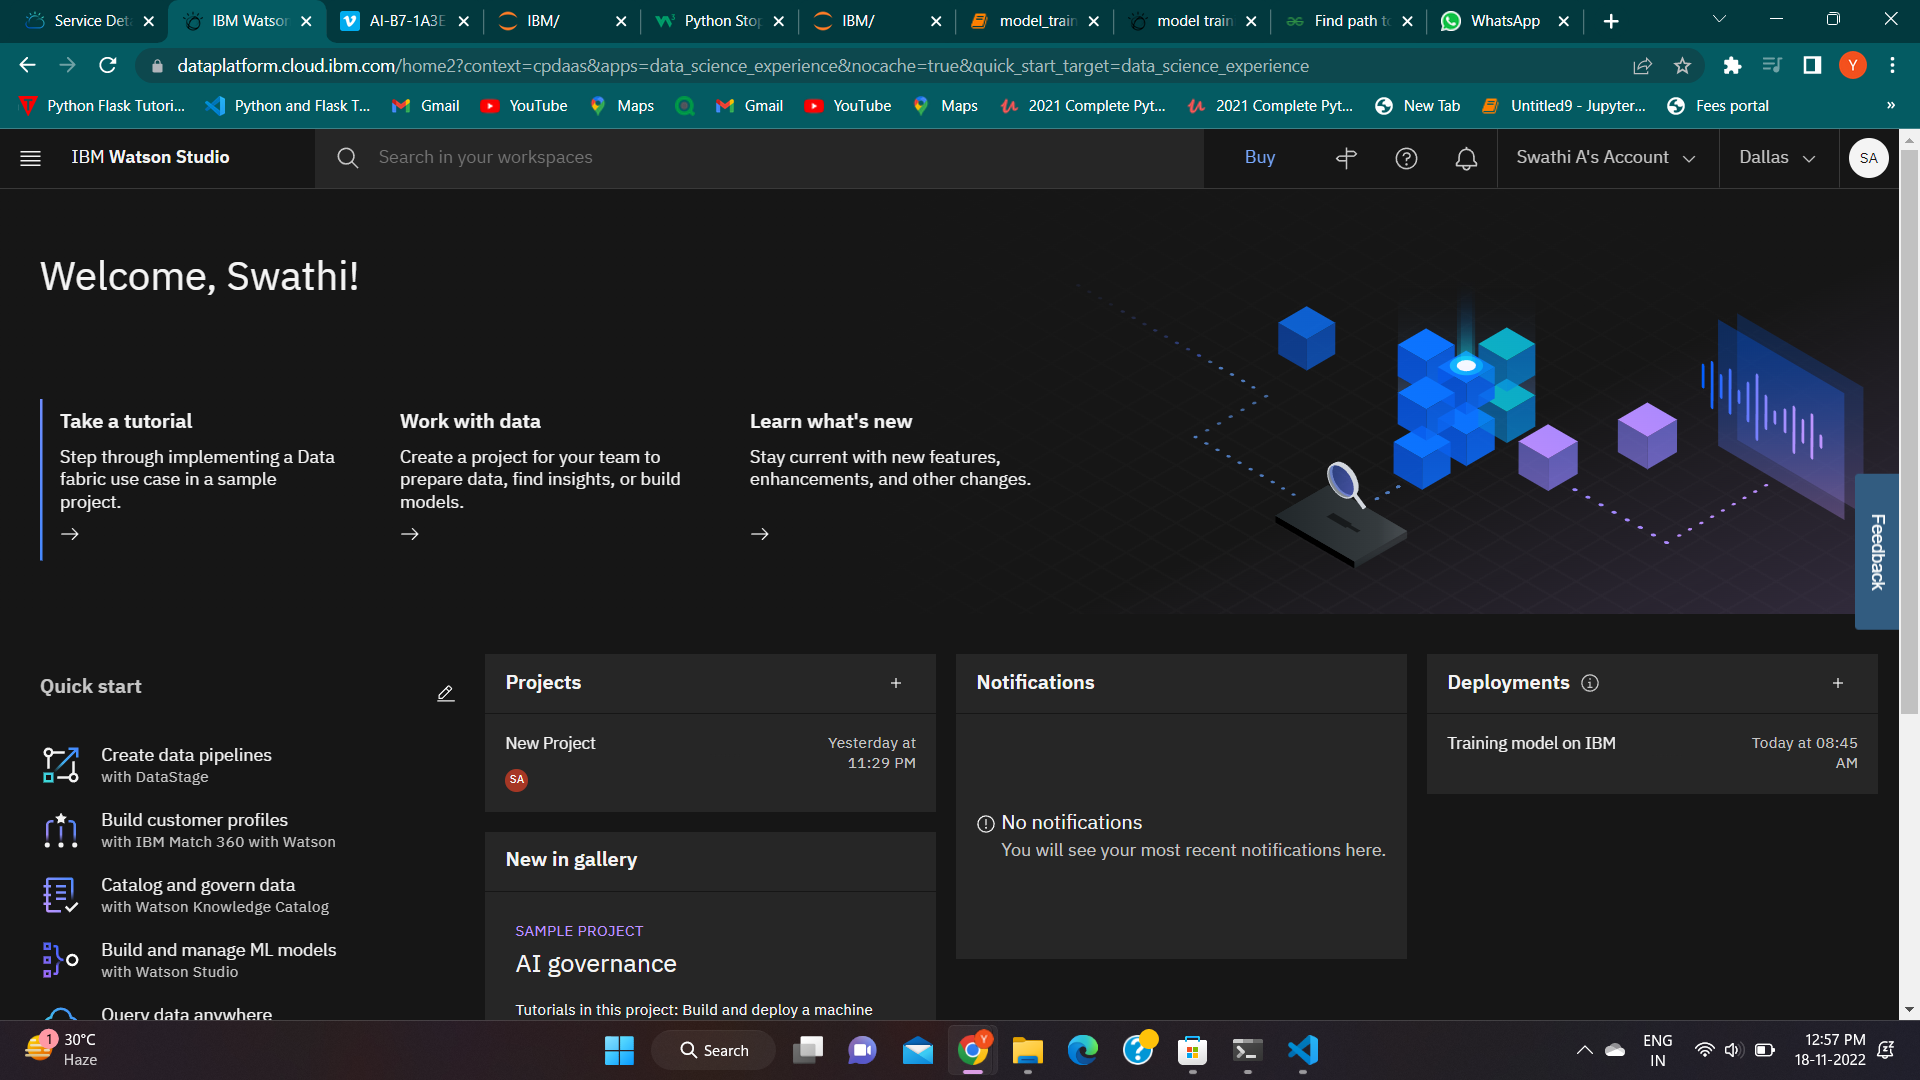 Service Det
IBM Watson
AI-B7-1A3E
IBM/
Python Stop
IBM/
model_train
model train
Find path to
WhatsApp
dataplatform.cloud.ibm.com/home2?context=cpdaas&apps=data_science_experience&nocache=true&quick_start_target=data_science_experience
Y
Python Flask Tutori...
Python and Flask T...
Gmail
YouTube
Maps
Gmail
YouTube
Maps
2021 Complete Pyt...
2021 Complete Pyt...
New Tab
Untitled9 - Jupyter...
Fees portal
»
IBM Watson Studio
Search in your workspaces
Buy
Swathi A's Account
Dallas
SA
Welcome, Swathi!
Take a tutorial
Step through implementing a Data
fabric use case in a sample
project.
Work with data
Create a project for your team to
prepare data, find insights, or build
models.
Learn what's new
Stay current with new features,
enhancements, and other changes.
Feedback
Quick start
Create data pipelines
with DataStage
Build customer profiles
with IBM Match 360 with Watson
Catalog and govern data
with Watson Knowledge Catalog
Build and manage ML models
with Watson Studio
Query data anywhere
Projects
New Project
Yesterday at
11:29 PM
SA
New in gallery
SAMPLE PROJECT
AI governance
Tutorials in this project: Build and deploy a machine
Notifications
No notifications
You will see your most recent notifications here.
Deployments
Training model on IBM
Today at 08:45
AM
1
30°C
Haze
Search
Y
ENG
IN
12:57 PM
18-11-2022